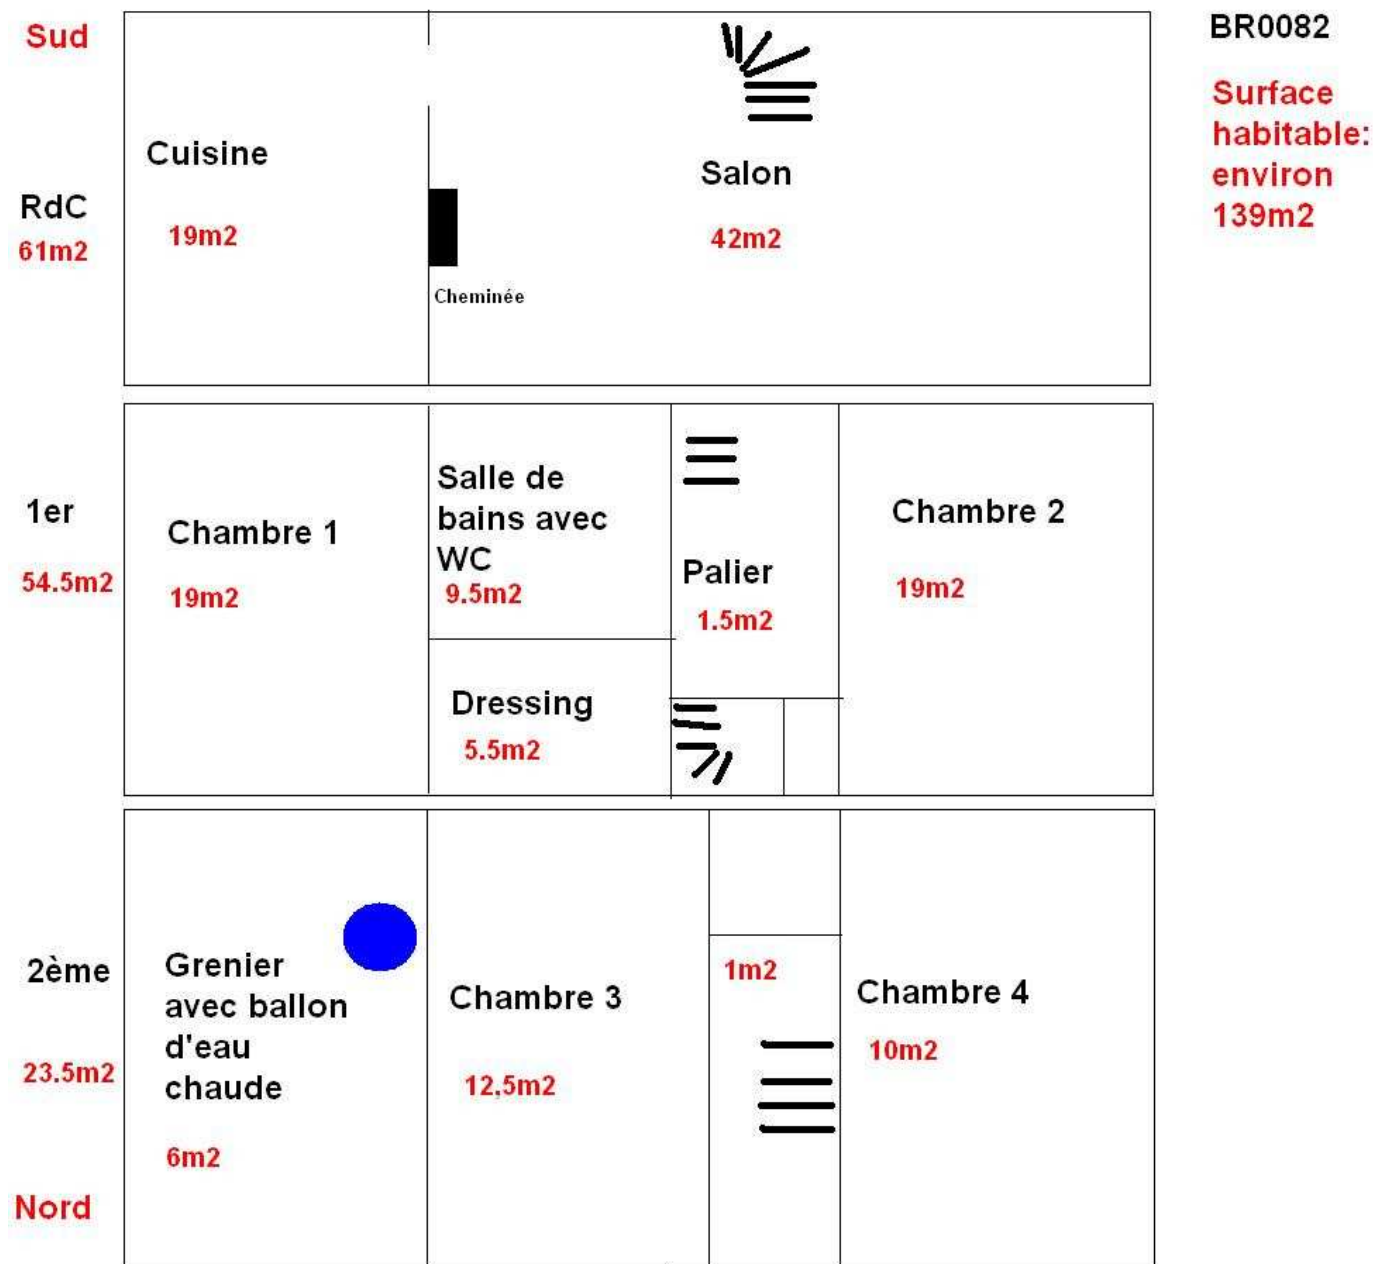 Sud
BR0082
Surface
habitable:
environ
139m2
RdC
61m2
Cuisine
19m2
Cheminée
Salon
42m2
1er
54.5m2
Chambre 1
19m2
Salle de
bains avec
WC
9.5m2
Dressing
5.5m2
Palier
1.5m2
Chambre 2
19m2
2ème
23.5m2
Grenier
avec ballon
d'eau
chaude
6m2
Chambre 3
12,5m2
1m2
Chambre 4
10m2
Nord